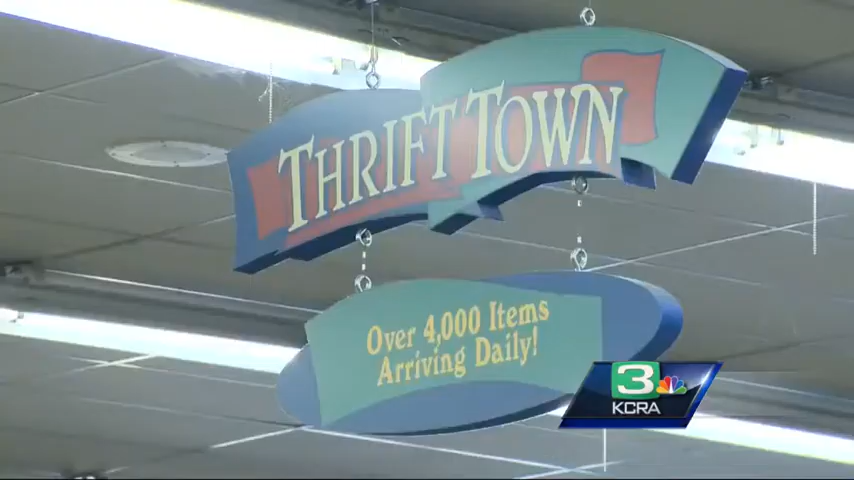 THRIFT TOWN
Over 4,000 Items
Arriving Daily!
3
KCRA